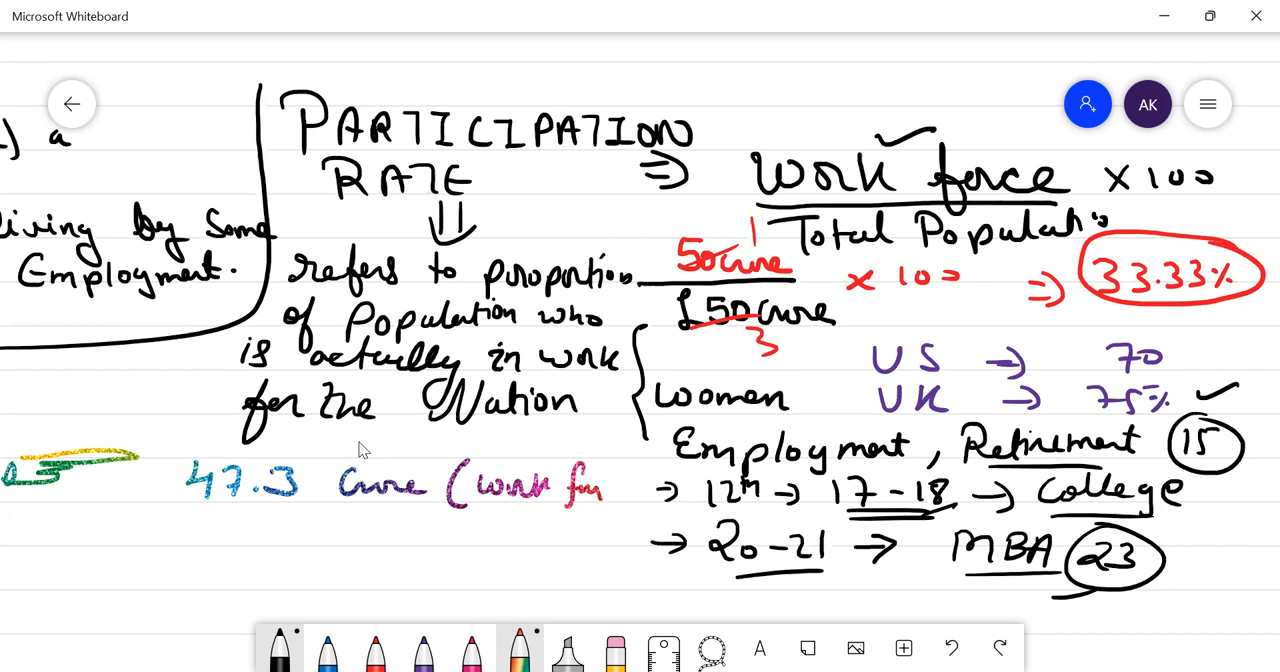 Microsoft Whiteboard
AK
) a
living by Some
Employment.
PARTICIPATION
RATE
⇒ Work force × 100
Total Populatio
refers to proportion
of Population who
is actually in work
for the Nation
50 crore 1 × 100 ⇒ 33.33%
150 crore 3
US → 70
Women UK → 75%
Employment, Retirement 15
→ 12th → 17-18 → College
→ 20-21 → MBA 23
47.3 Crore (work for
A